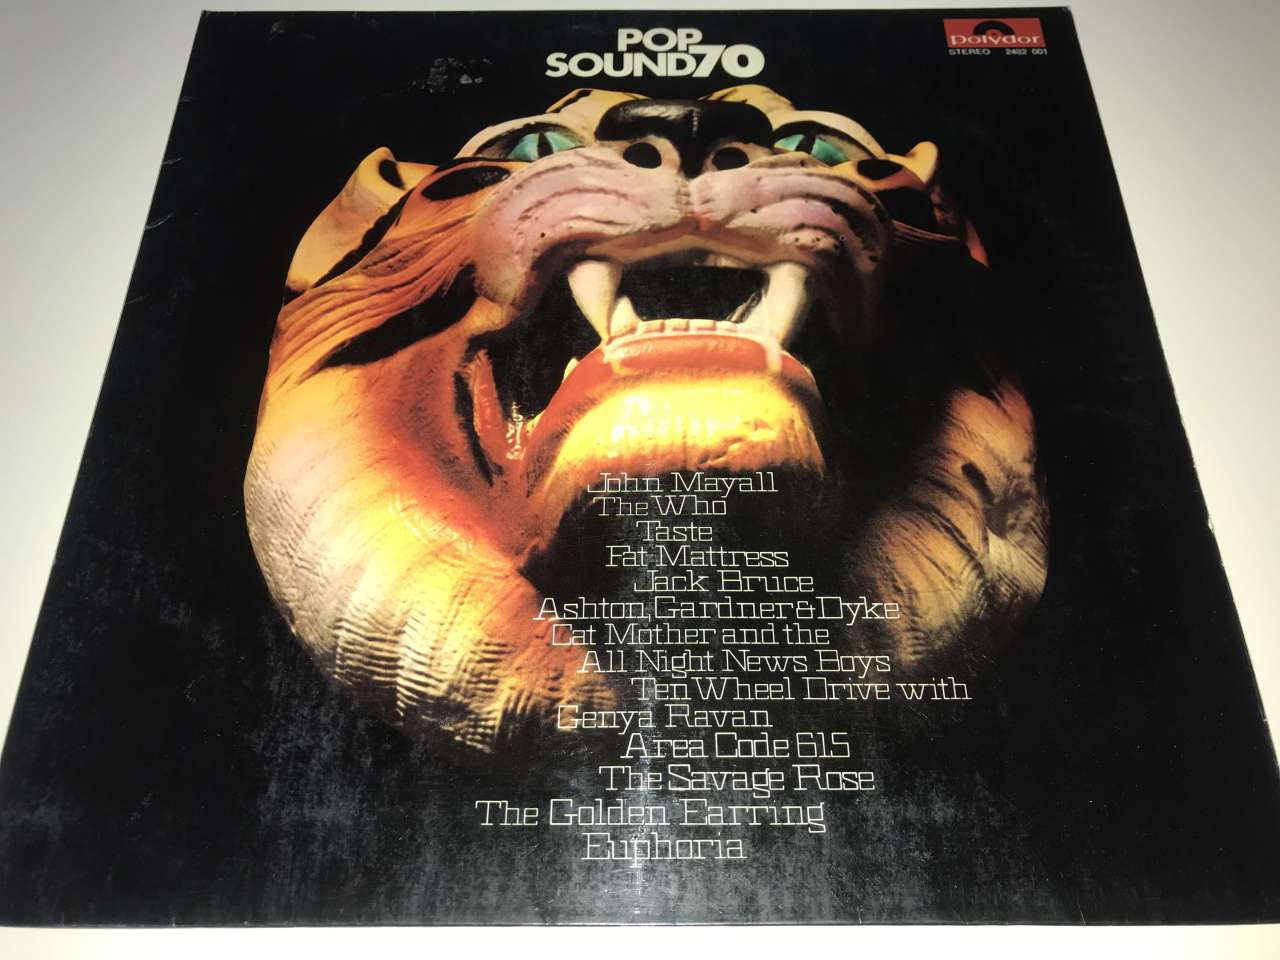 POP
SOUND70
polydor
STEREO 2482 001
John Mayall
The Who
Taste
Fat Mattress
Jack Bruce
Ashton, Gardner & Dyke
Cat Mother and the
All Night News Boys
Ten Wheel Drive with
Genya Ravan
Area Code 615
The Savage Rose
The Golden Earring
Euphoria